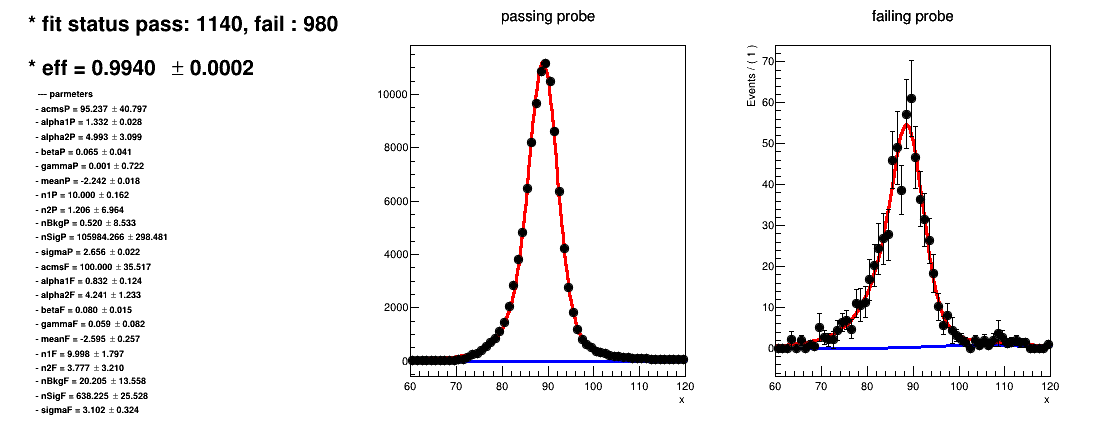 * fit status pass: 1140, fail : 980
* eff = 0.9940 ± 0.0002
--- parmeters
- acmsP = 95.237 ± 40.797
- alpha1P = 1.332 ± 0.028
- alpha2P = 4.993 ± 3.099
- betaP = 0.065 ± 0.041
- gammaP = 0.001 ± 0.722
- meanP = -2.242 ± 0.018
- n1P = 10.000 ± 0.162
- n2P = 1.206 ± 6.964
- nBkgP = 0.520 ± 8.533
- nSigP = 105984.266 ± 298.481
- sigmaP = 2.656 ± 0.022
- acmsF = 100.000 ± 35.517
- alpha1F = 0.832 ± 0.124
- alpha2F = 4.241 ± 1.233
- betaF = 0.080 ± 0.015
- gammaF = 0.059 ± 0.082
- meanF = -2.595 ± 0.257
- n1F = 9.998 ± 1.797
- n2F = 3.777 ± 3.210
- nBkgF = 20.205 ± 13.558
- nSigF = 638.225 ± 25.528
- sigmaF = 3.102 ± 0.324
passing probe
10000
8000
6000
4000
2000
0
60 70 80 90 100 110 120
x
failing probe
Events / ( 1 )
70
60
50
40
30
20
10
0
60 70 80 90 100 110 120
x